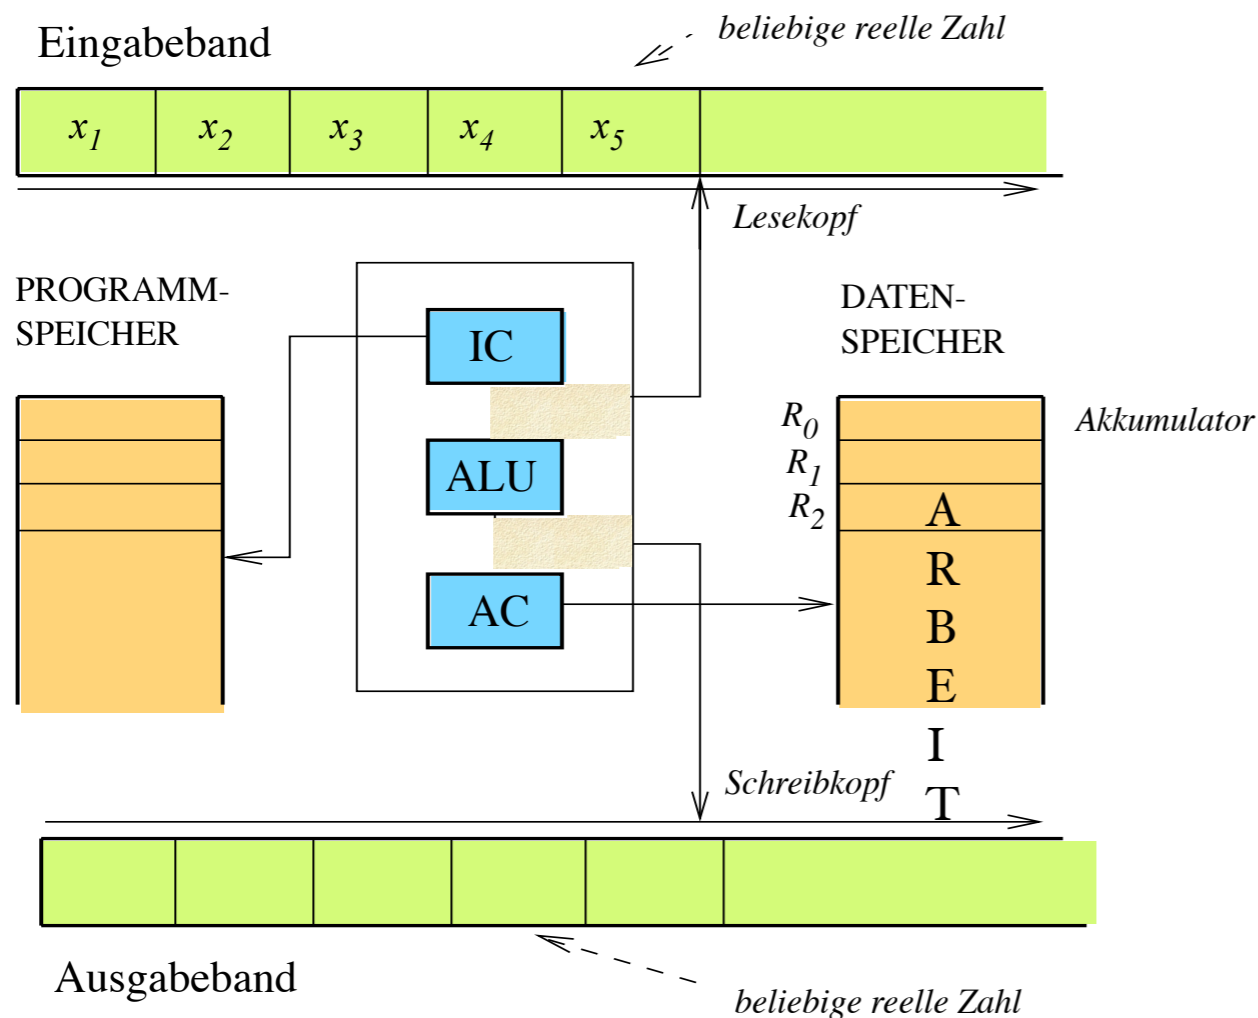 beliebige reelle Zahl
Eingabeband
x1 x2 x3 x4 x5
Lesekopf
PROGRAMM-
SPEICHER
IC
ALU
AC
DATEN-
SPEICHER
R0
Akkumulator
R1
R2
A
R
B
E
I
T
Schreibkopf
Ausgabeband
beliebige reelle Zahl